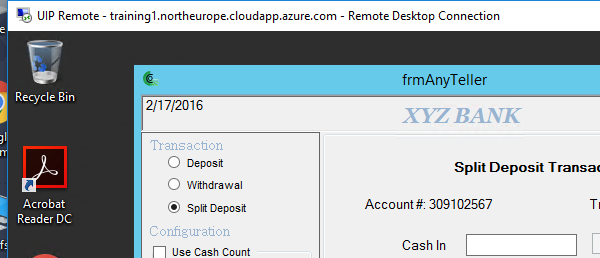 UIP Remote - training1.northeurope.cloudapp.azure.com - Remote Desktop Connection
Recycle Bin
Acrobat
Reader DC
frmAnyTeller
2/17/2016
XYZ BANK
Transaction
Deposit
Withdrawal
Split Deposit
Configuration
Use Cash Count
Split Deposit Transac
Account #: 309102567
Cash In